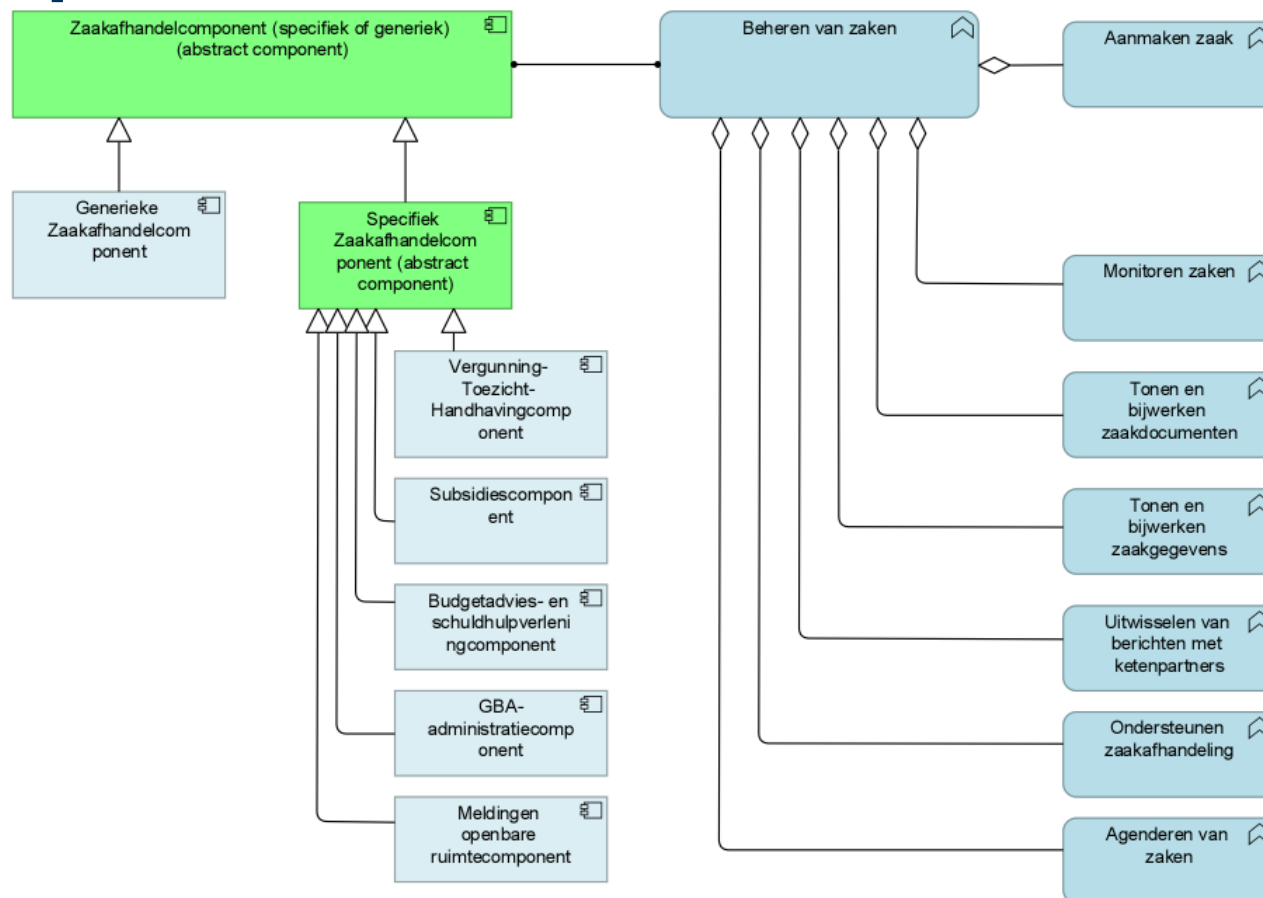 Zaakafhandelcomponent (specifiek of generiek)
(abstract component)
Beheren van zaken
Aanmaken zaak
Generieke
Zaakafhandelcom
ponent
Specifiek
Zaakafhandelcom
ponent (abstract
component)
Vergunning-
Toezicht-
Handhavingcomp
onent
Subsidiescompon
ent
Budgetadvies- en
schuldhulpverleni
ngcomponent
GBA-
administratiecomp
onent
Meldingen
openbare
ruimtecomponent
Monitoren zaken
Tonen en
bijwerken
zaakdocumenten
Tonen en
bijwerken
zaakgegevens
Uitwisselen van
berichten met
ketenpartners
Ondersteunen
zaakafhandeling
Agenderen van
zaken